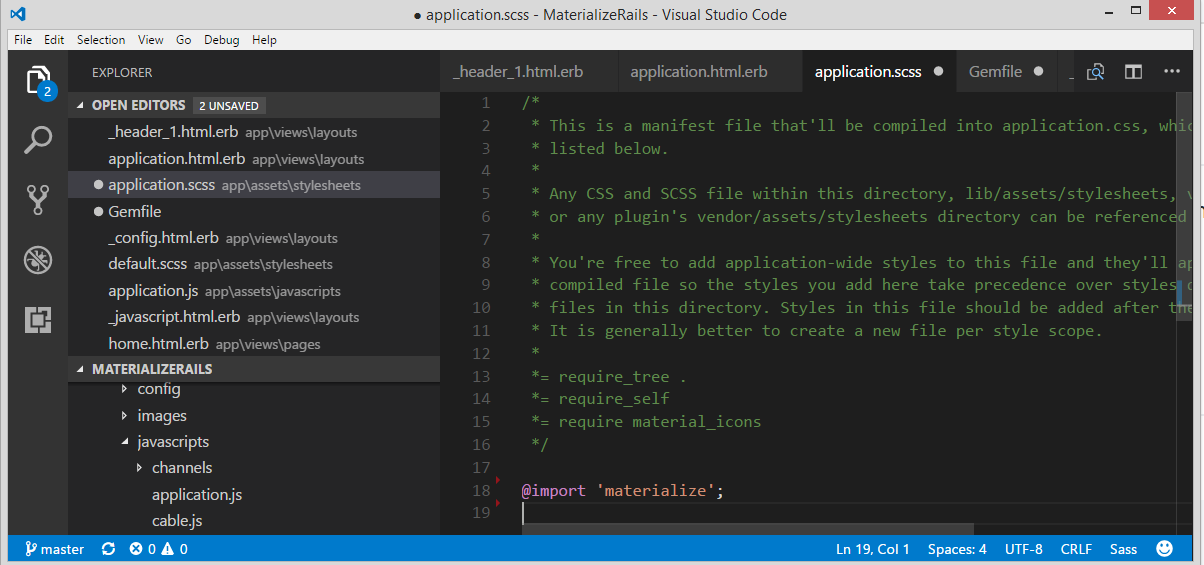 ● application.scss - MaterializeRails - Visual Studio Code
File Edit Selection View Go Debug Help
2
EXPLORER
OPEN EDITORS 2 UNSAVED
_header_1.html.erb app\views\layouts
application.html.erb app\views\layouts
application.scss app\assets\stylesheets
Gemfile
_config.html.erb app\views\layouts
default.scss app\assets\stylesheets
application.js app\assets\javascripts
_javascript.html.erb app\views\layouts
home.html.erb app\views\pages
MATERIALIZERAILS
config
images
javascripts
channels
application.js
cable.js
_header_1.html.erb application.html.erb application.scss ● Gemfile ● _
1 /*
2 * This is a manifest file that'll be compiled into application.css, whic
3 * listed below.
4 *
5 * Any CSS and SCSS file within this directory, lib/assets/stylesheets, v
6 * or any plugin's vendor/assets/stylesheets directory can be referenced
7 *
8 * You're free to add application-wide styles to this file and they'll ap
9 * compiled file so the styles you add here take precedence over styles
10 * files in this directory. Styles in this file should be added after the
11 * It is generally better to create a new file per style scope.
12 *
13 *= require_tree .
14 *= require_self
15 *= require material_icons
16 */
17
18 @import 'materialize';
19
master 0 0 Ln 19, Col 1 Spaces: 4 UTF-8 CRLF Sass